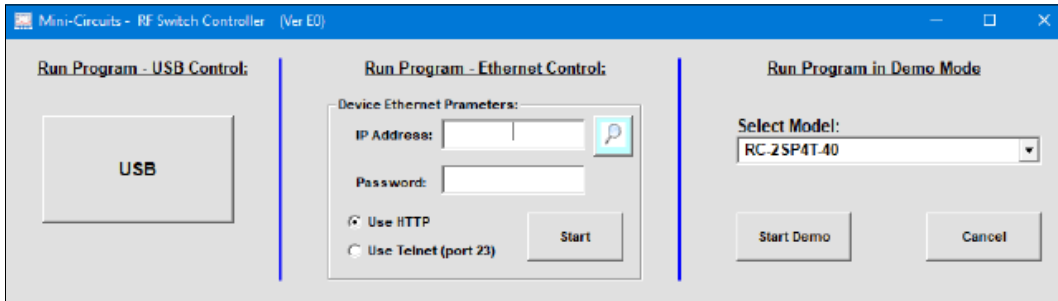 Mini-Circuits - RF Switch Controller (Ver E0)
Run Program - USB Control:
USB
Run Program - Ethernet Control:
Device Ethernet Prameters:
IP Address:
Password:
Use HTTP
Use Telnet (port 23)
Start
Run Program in Demo Mode
Select Model:
RC-2SP4T-40
Start Demo
Cancel